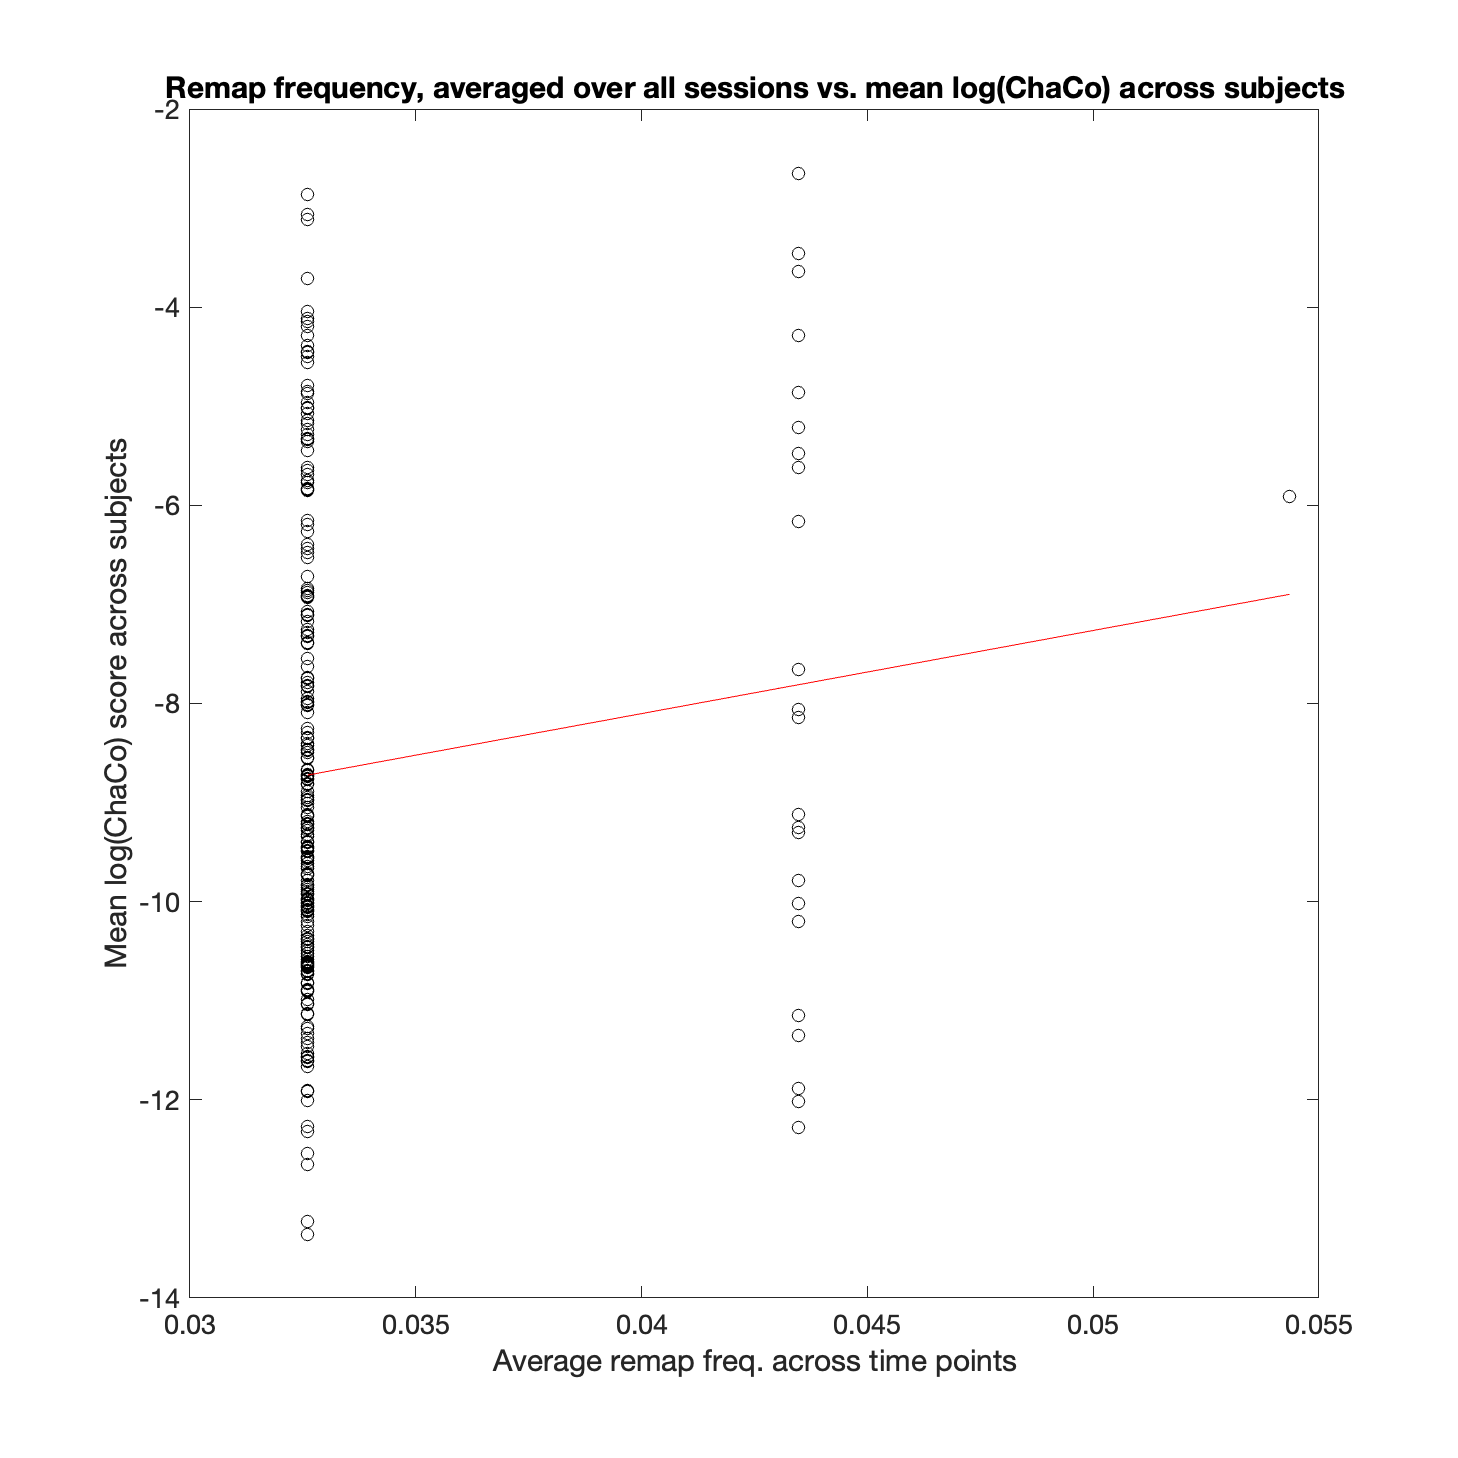 Remap frequency, averaged over all sessions vs. mean log(ChaCo) across subjects
-2
-4
-6
-8
-10
-12
-14
Mean log(ChaCo) score across subjects
0.03 0.035 0.04 0.045 0.05 0.055
Average remap freq. across time points